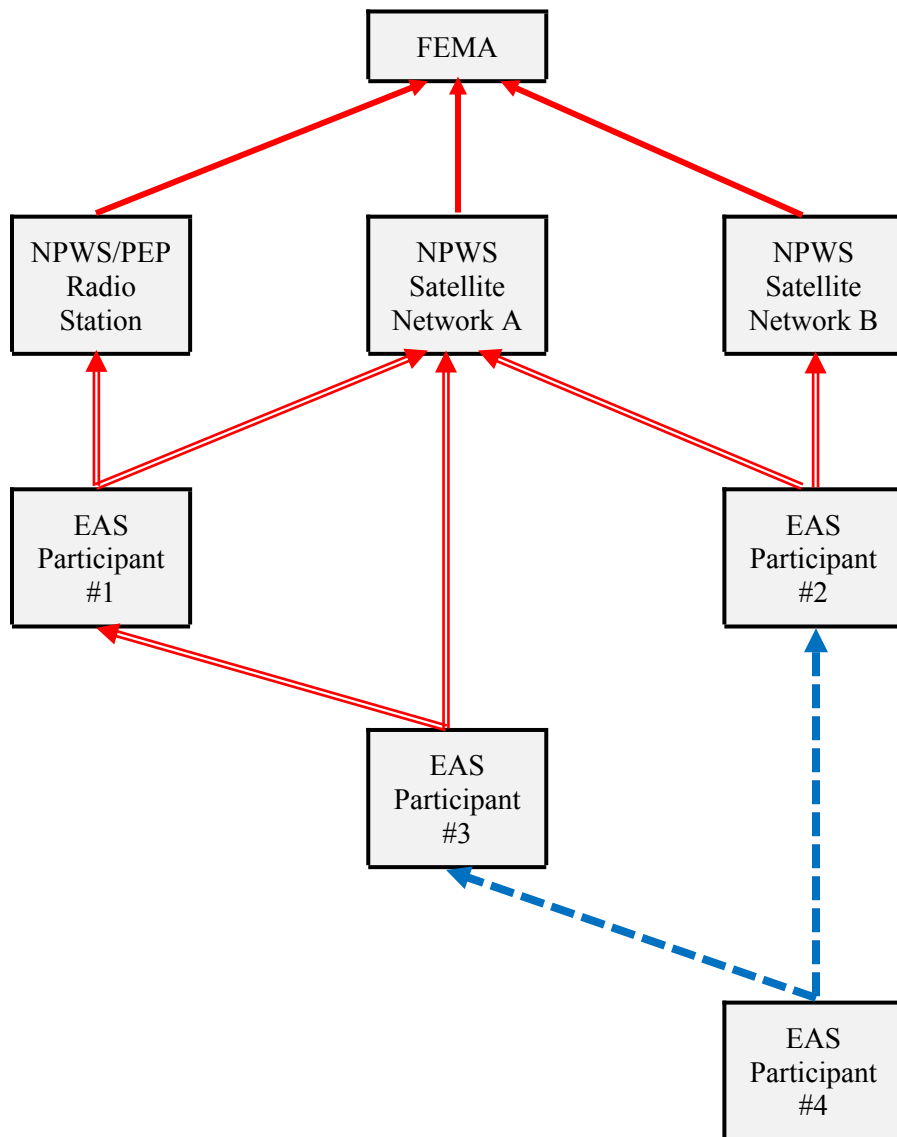 FEMA
NPWS/PEP
Radio
Station
NPWS
Satellite
Network A
NPWS
Satellite
Network B
EAS
Participant
#1
EAS
Participant
#2
EAS
Participant
#3
EAS
Participant
#4